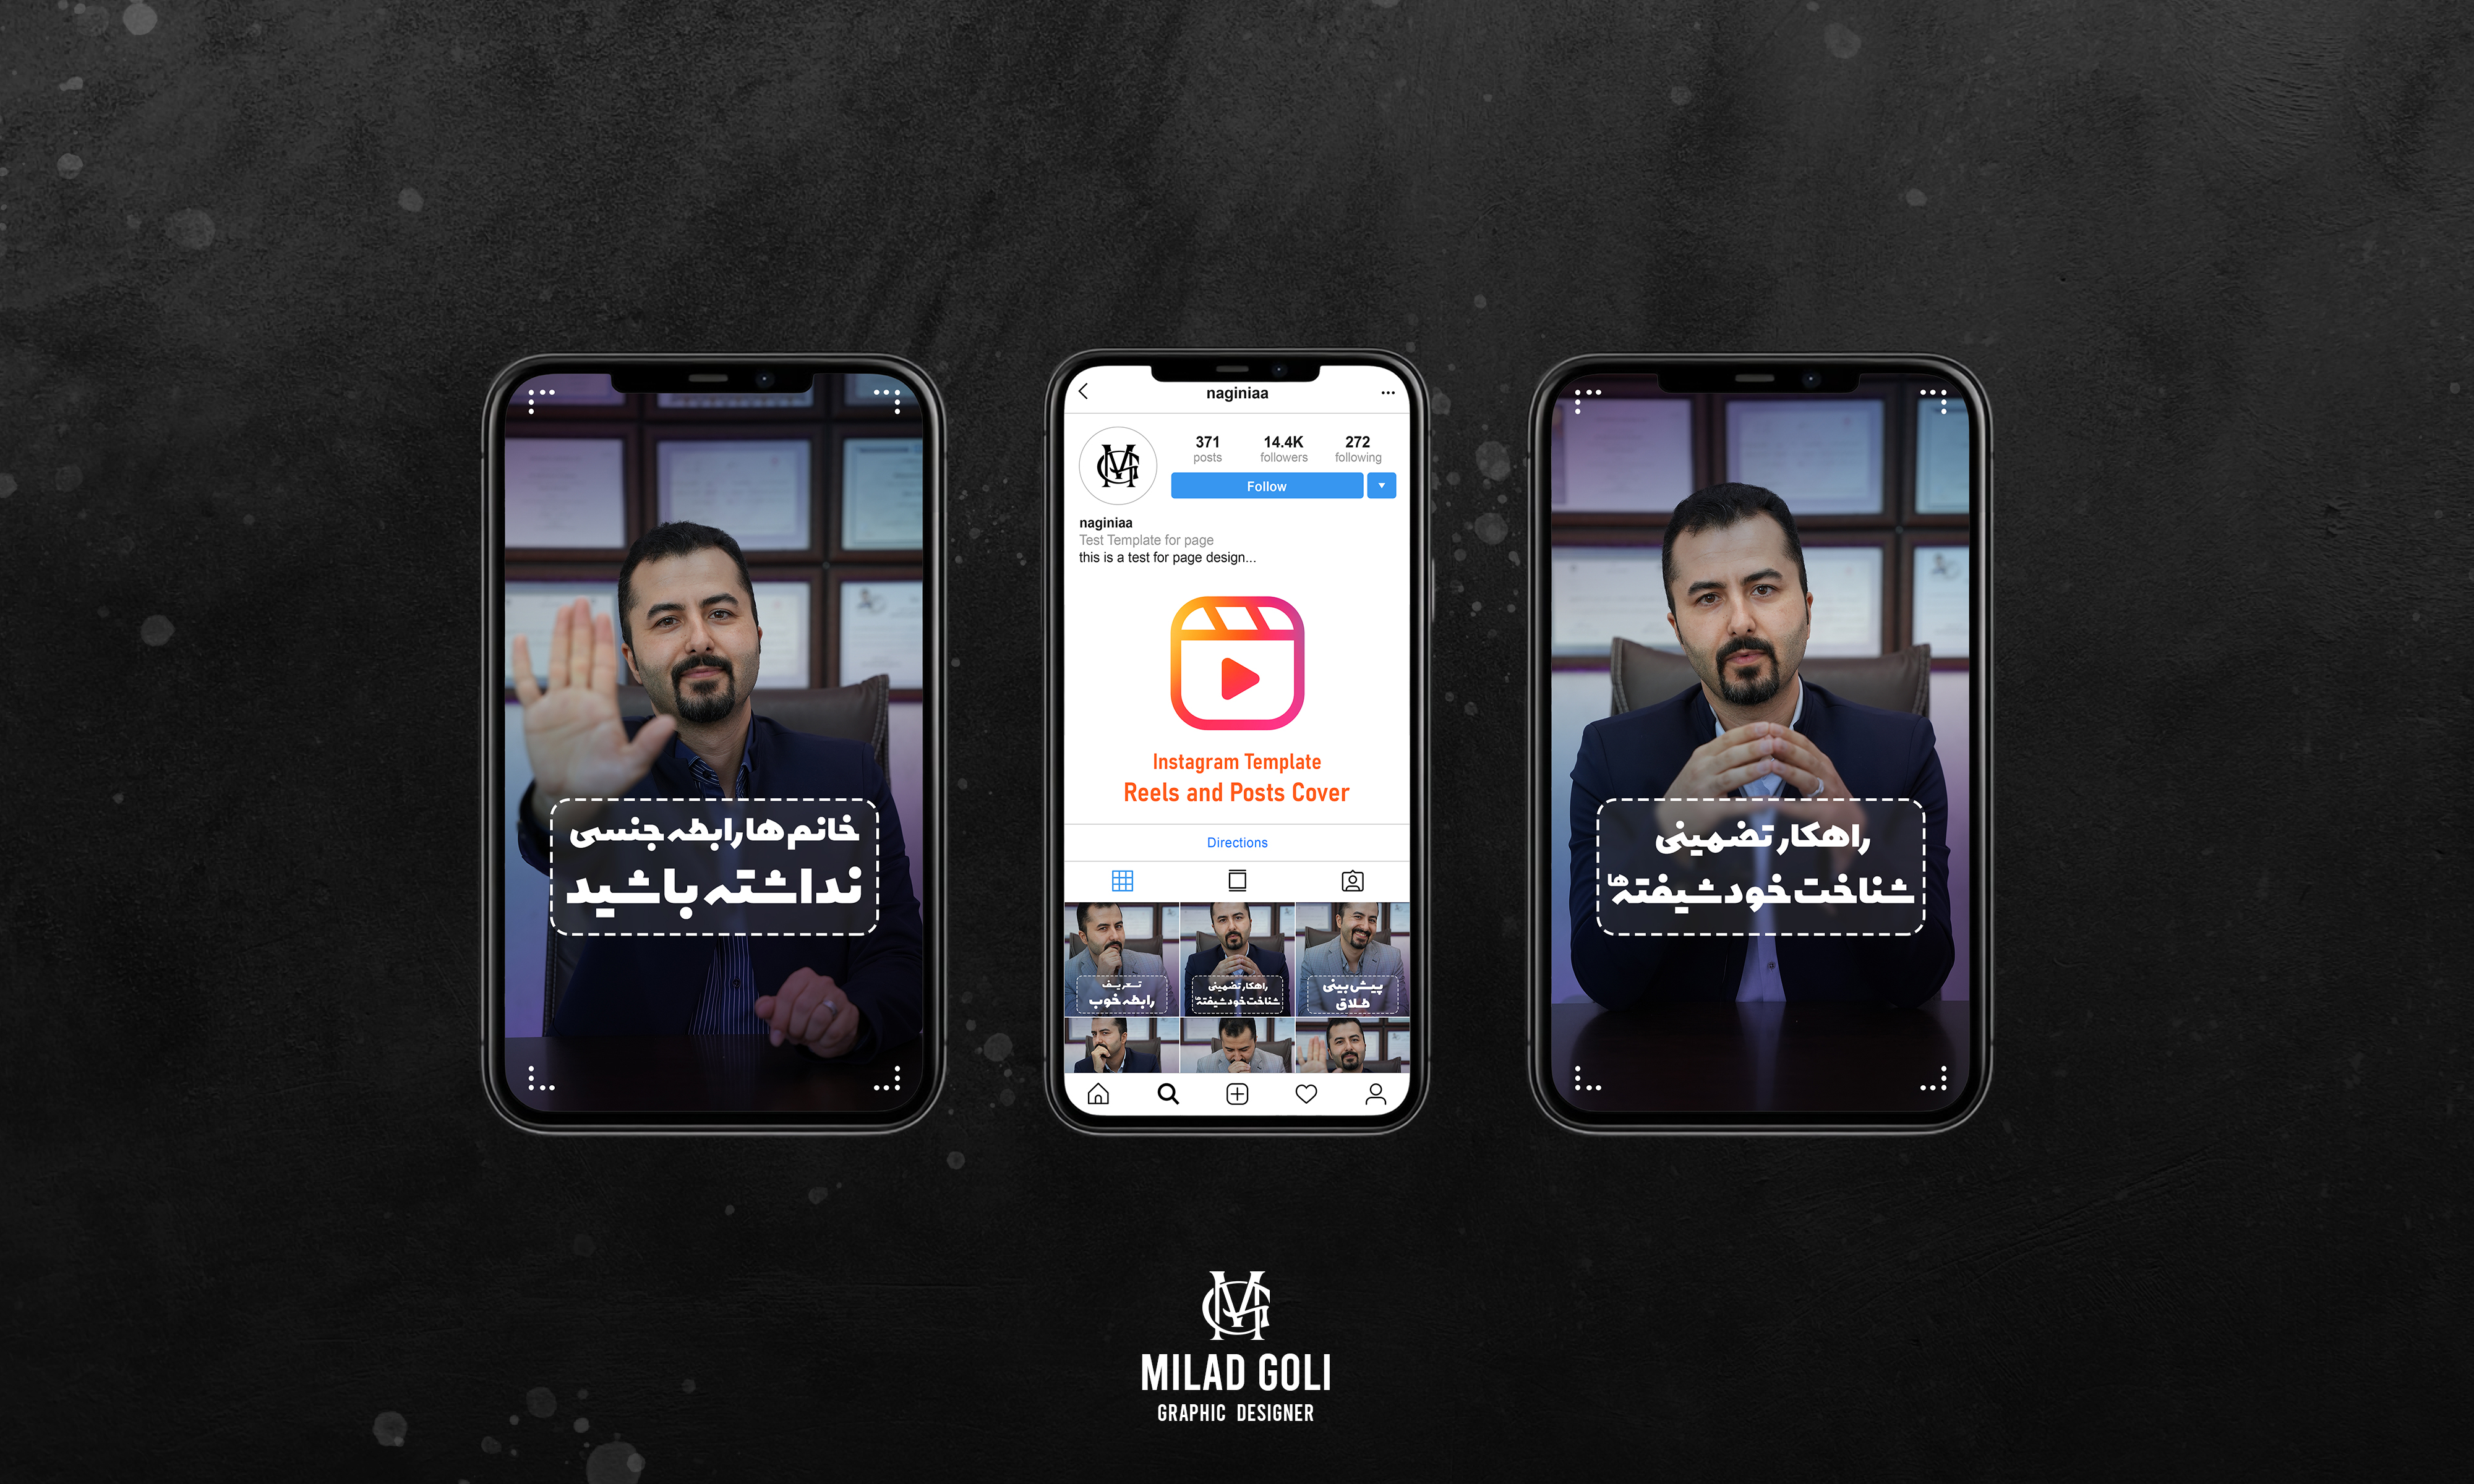 خانم ها رابطه جنسی
نداشته باشید
naginiaa
371
14.4K
272
posts
followers
following
Follow
naginiaa
Test Template for page
this is a test for page design...
Instagram Template
Reels and Posts Cover
Directions
تعریف
رابطه خوب
راهکار تضمینی
شناخت خودشیفته ها
پیش بینی
طلاق
راهکار تضمینی
شناخت خودشیفته ها
MG
MILAD GOLI
GRAPHIC DESIGNER